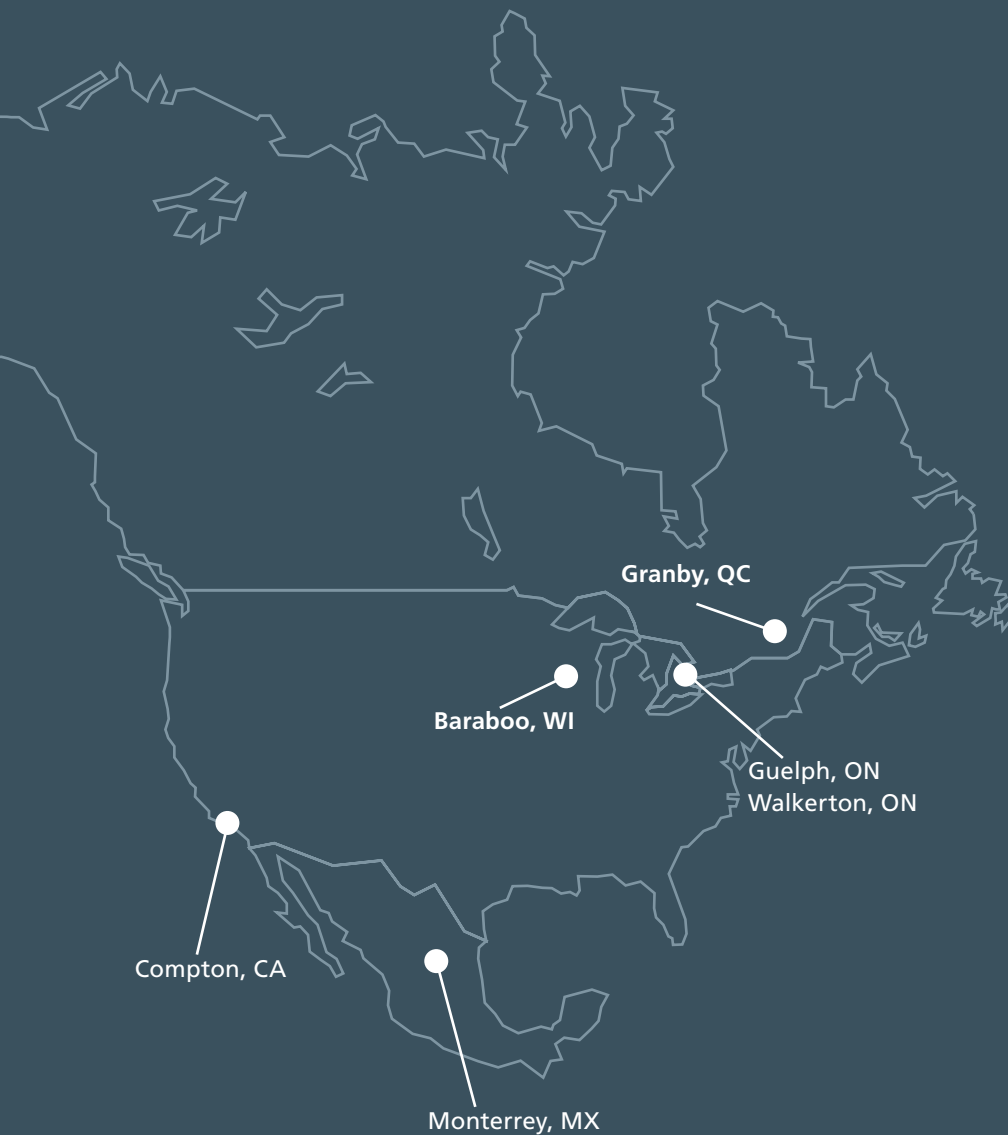 Granby, QC
Baraboo, WI
Guelph, ON
Walkerton, ON
Compton, CA
Monterrey, MX